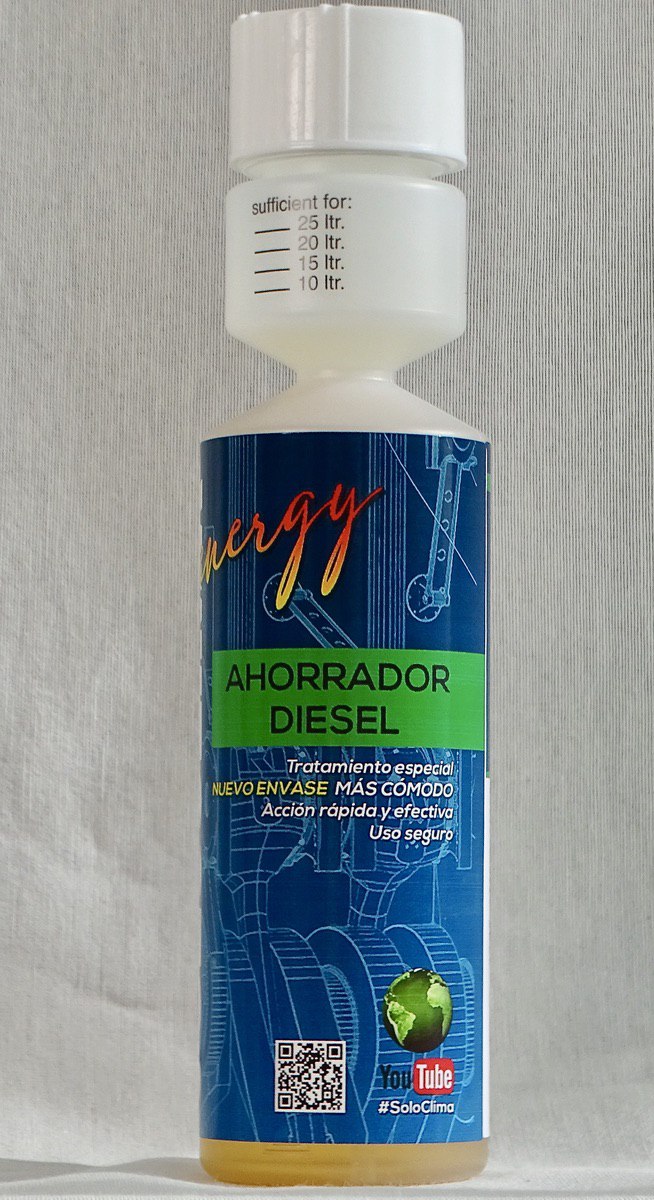 sufficient for:
25 ltr.
20 ltr.
15 ltr.
10 ltr.
energy
AHORRADOR
DIESEL
Tratamiento especial
NUEVO ENVASE MÁS CÓMODO
Acción rápida y efectiva
Uso seguro
YouTube
#SoloClima